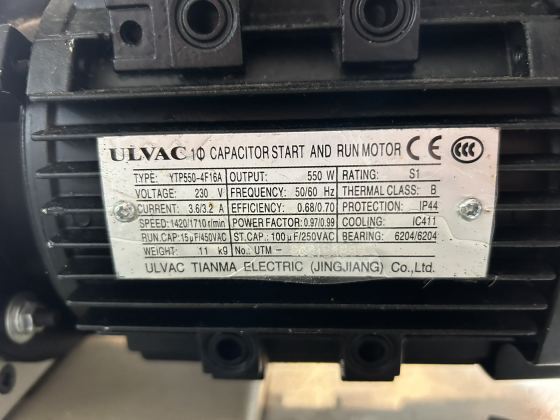 ULVAC 1Φ CAPACITOR START AND RUN MOTOR CE CCC
TYPE: YTP550-4F16A OUTPUT: 550 W RATING: S1
VOLTAGE: 230 V FREQUENCY: 50/60 Hz THERMAL CLASS: B
CURRENT: 3.6/3.2 A EFFICIENCY: 0.68/0.70 PROTECTION: IP44
SPEED: 1420/1710 r/min POWER FACTOR: 0.97/0.99 COOLING: IC411
RUN. CAP: 15μF/450VAC ST. CAP.: 100μF/250VAC BEARING: 6204/6204
WEIGHT: 11 kg No.: UTM -
ULVAC TIANMA ELECTRIC (JINGJIANG) Co., Ltd.